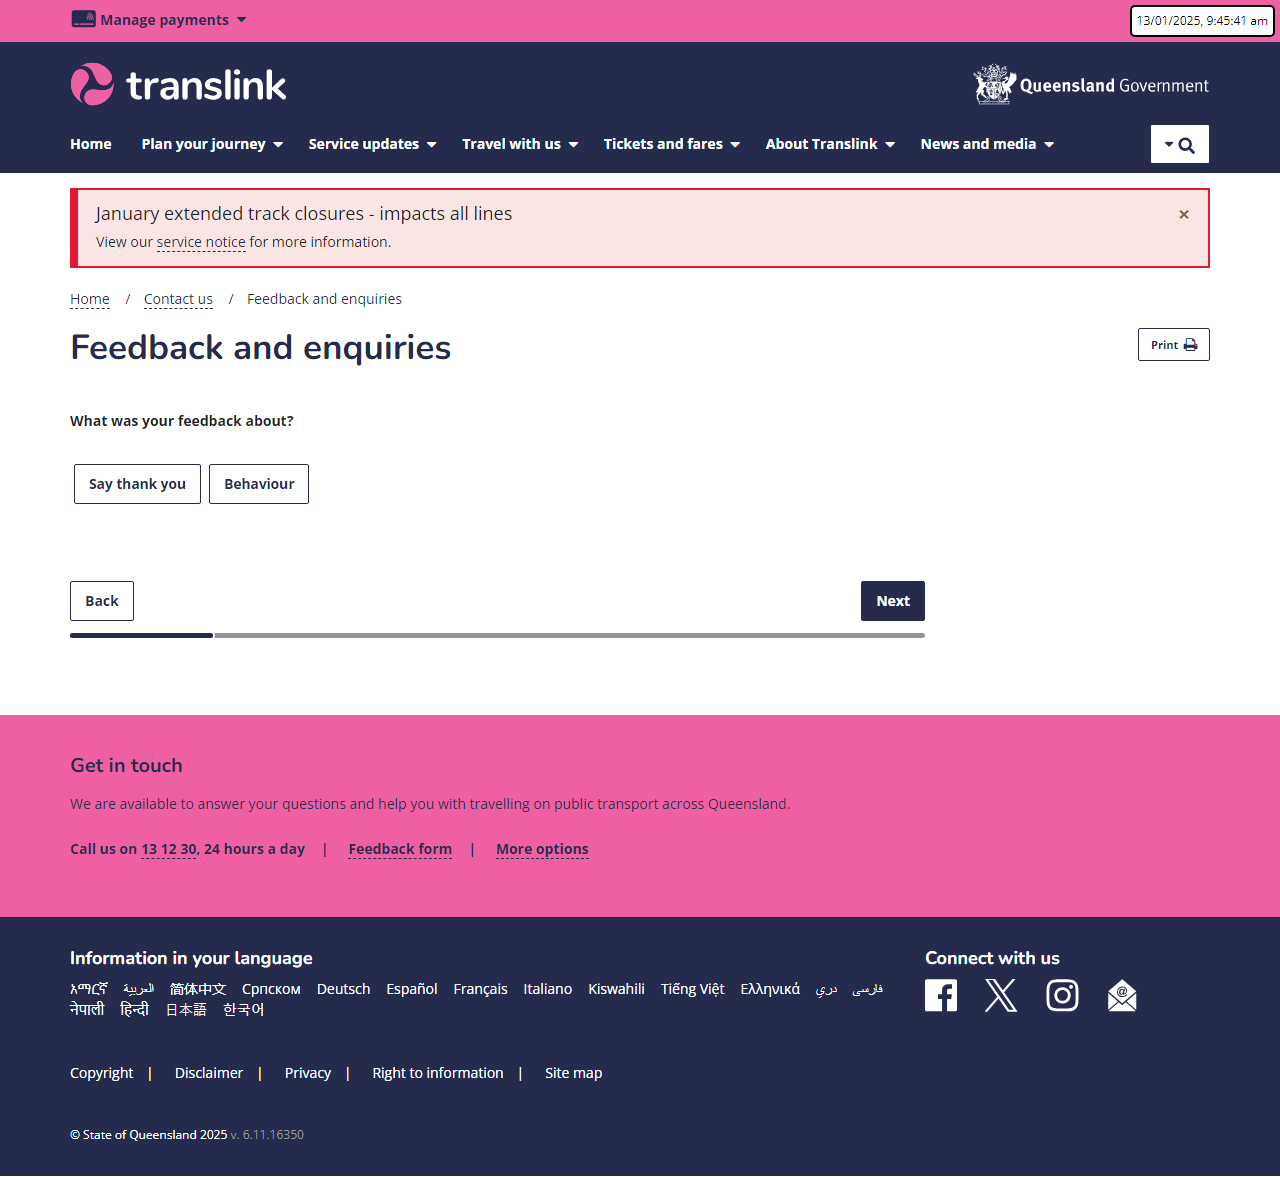 Manage payments
13/01/2025, 9:45:41 am
translink
Queensland Government
Home Plan your journey Service updates Travel with us Tickets and fares About Translink News and media
January extended track closures - impacts all lines
×
View our service notice for more information.
Home / Contact us / Feedback and enquiries
Feedback and enquiries
Print
What was your feedback about?
Say thank you Behaviour
Back Next
Get in touch
We are available to answer your questions and help you with travelling on public transport across Queensland.
Call us on 13 12 30, 24 hours a day | Feedback form | More options
Information in your language
አማርኛ العربية 简体中文 Српском Deutsch Español Français Italiano Kiswahili Tiếng Việt Ελληνικά دري فارسی
नेपाली हिन्दी 日本語 한국어
Connect with us
Copyright | Disclaimer | Privacy | Right to information | Site map
© State of Queensland 2025 v. 6.11.16350